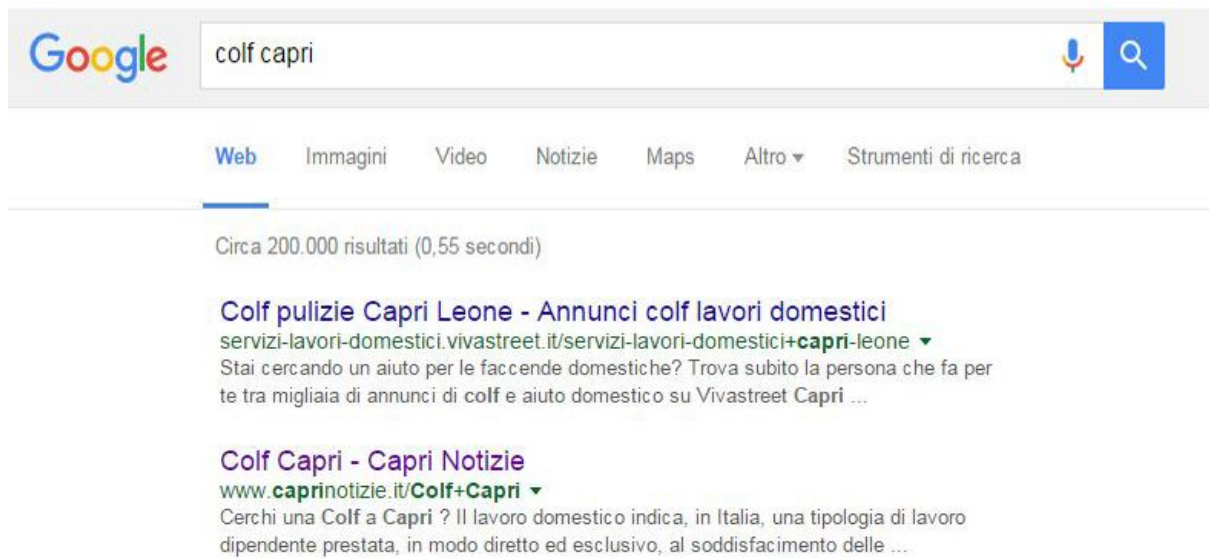 Google
colf capri
Web Immagini Video Notizie Maps Altro Strumenti di ricerca
Circa 200.000 risultati (0,55 secondi)
Colf pulizie Capri Leone - Annunci colf lavori domestici
servizi-lavori-domestici.vivastreet.it/servizi-lavori-domestici+capri-leone
Stai cercando un aiuto per le faccende domestiche? Trova subito la persona che fa per
te tra migliaia di annunci di colf e aiuto domestico su Vivastreet Capri ...
Colf Capri - Capri Notizie
www.caprinotizie.it/Colf+Capri
Cerchi una Colf a Capri ? Il lavoro domestico indica, in Italia, una tipologia di lavoro
dipendente prestata, in modo diretto ed esclusivo, al soddisfacimento delle ...